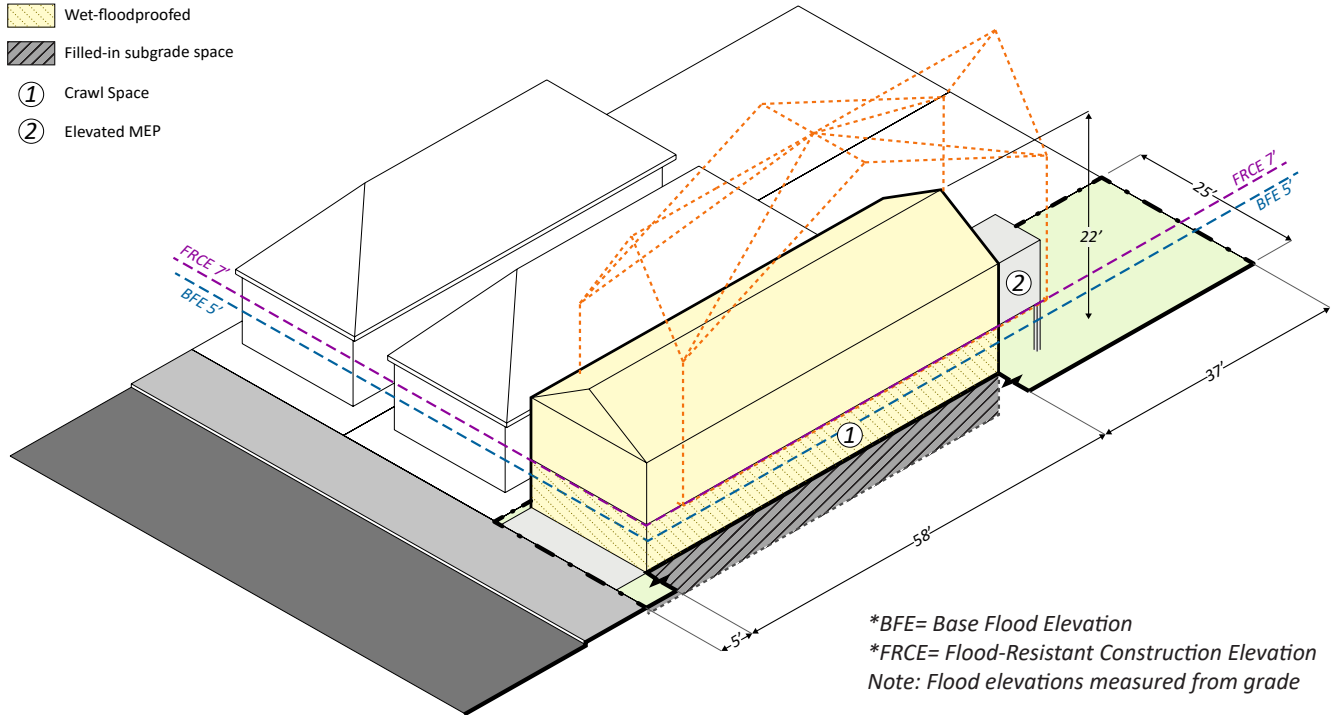 Wet-floodproofed
Filled-in subgrade space
1 Crawl Space
2 Elevated MEP
FRCE 7'
BFE 5'
FRCE 7'
BFE 5'
25'
22'
2
37'
1
58'
5'
*BFE= Base Flood Elevation
*FRCE= Flood-Resistant Construction Elevation
Note: Flood elevations measured from grade